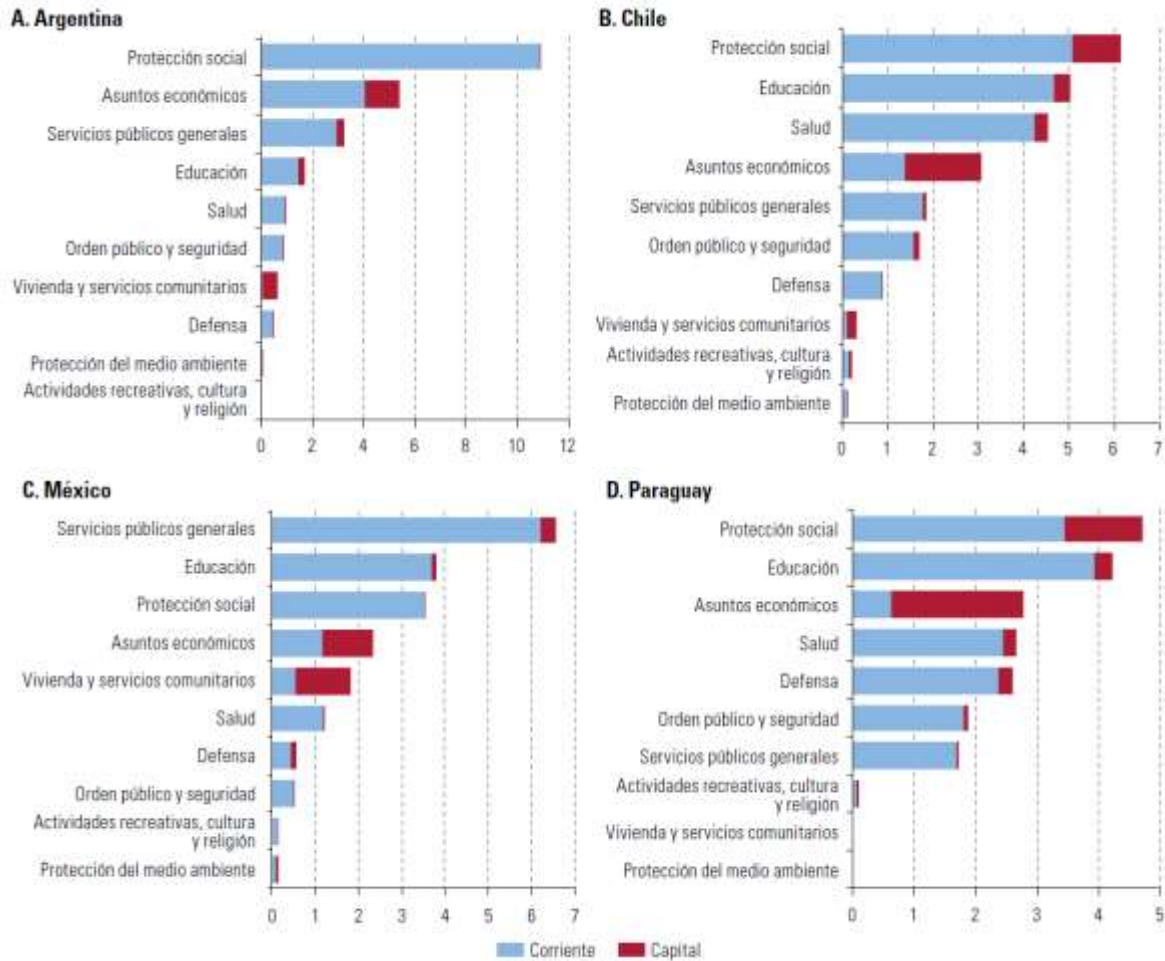 A. Argentina
Protección social
Asuntos económicos
Servicios públicos generales
Educación
Salud
Orden público y seguridad
Vivienda y servicios comunitarios
Defensa
Protección del medio ambiente
Actividades recreativas, cultura
y religión
0 2 4 6 8 10 12
B. Chile
Protección social
Educación
Salud
Asuntos económicos
Servicios públicos generales
Orden público y seguridad
Defensa
Vivienda y servicios comunitarios
Actividades recreativas, cultura
y religión
Protección del medio ambiente
0 1 2 3 4 5 6 7
C. México
Servicios públicos generales
Educación
Protección social
Asuntos económicos
Vivienda y servicios comunitarios
Salud
Defensa
Orden público y seguridad
Actividades recreativas, cultura
y religión
Protección del medio ambiente
0 1 2 3 4 5 6 7
D. Paraguay
Protección social
Educación
Asuntos económicos
Salud
Defensa
Orden público y seguridad
Servicios públicos generales
Actividades recreativas, cultura
y religión
Vivienda y servicios comunitarios
Protección del medio ambiente
0 1 2 3 4 5
Corriente Capital